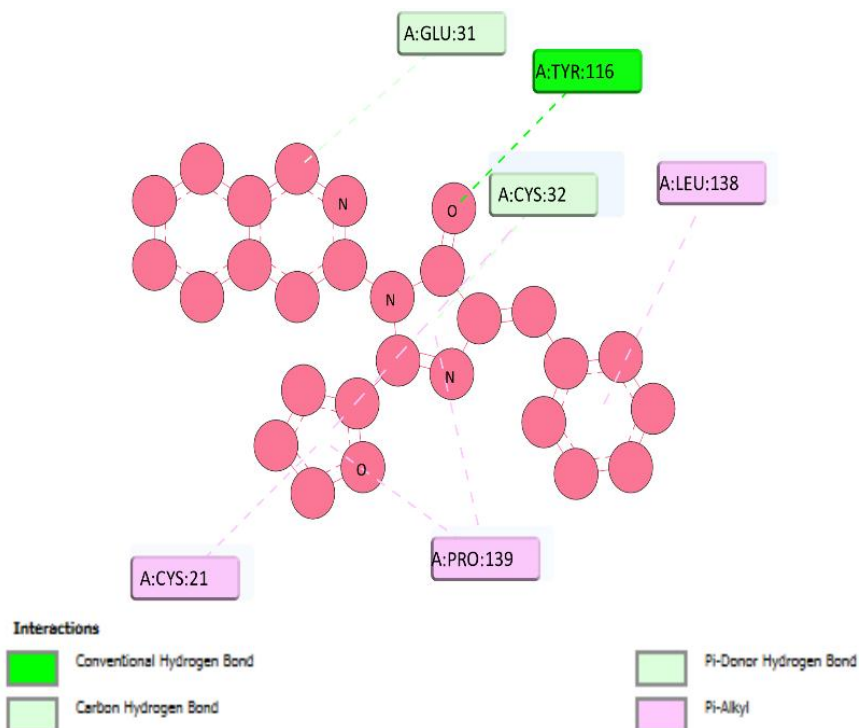 A:GLU:31
A:TYR:116
A:CYS:32
A:LEU:138
N
O
N
N
O
A:PRO:139
A:CYS:21
Interactions
Conventional Hydrogen Bond
Carbon Hydrogen Bond
Pi-Donor Hydrogen Bond
Pi-Alkyl